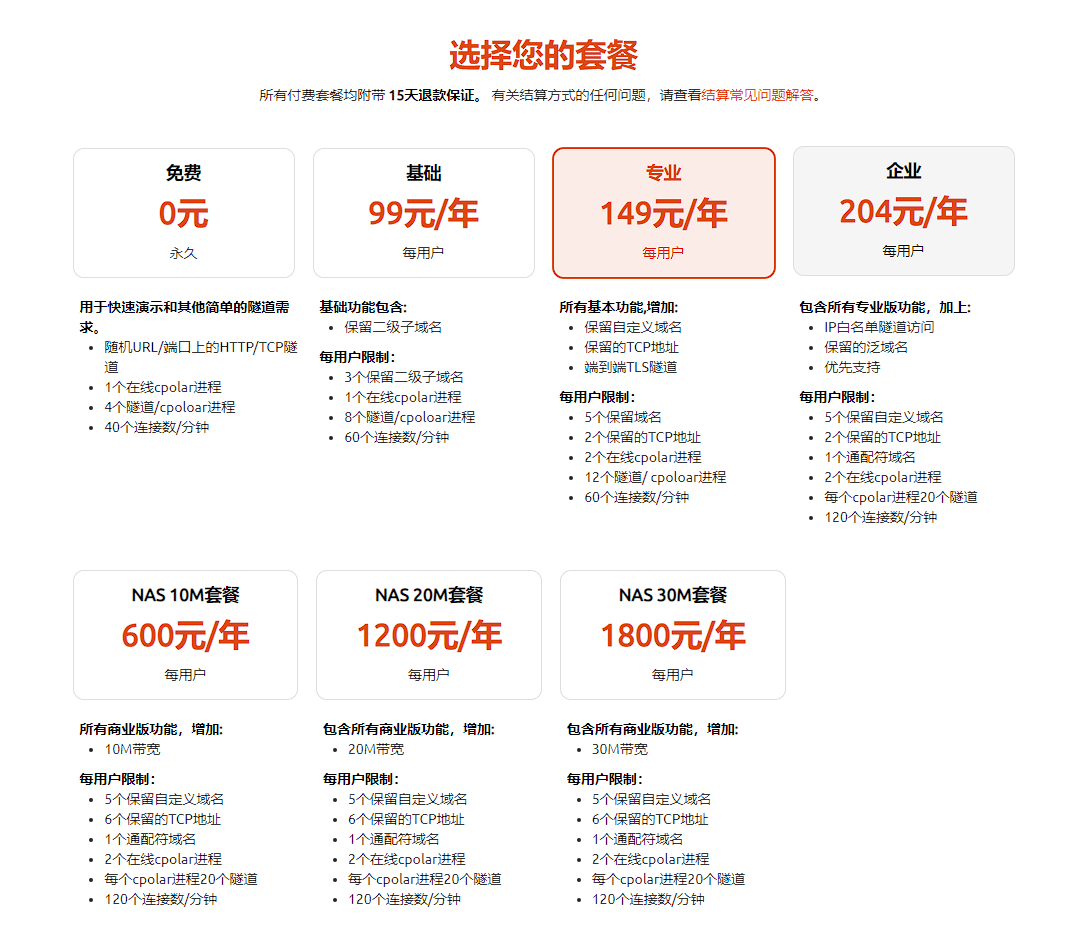 选择您的套餐
所有付费套餐均附带 15天退款保证。 有关结算方式的任何问题，请查看结算常见问题解答。
免费
0元
永久
用于快速演示和其他简单的隧道需
求。
随机URL/端口上的HTTP/TCP隧
道
1个在线cpolar进程
4个隧道/cpoloar进程
40个连接数/分钟
基础
99元/年
每用户
基础功能包含:
保留二级子域名
每用户限制：
3个保留二级子域名
1个在线cpolar进程
8个隧道/cpoloar进程
60个连接数/分钟
专业
149元/年
每用户
所有基本功能,增加:
保留自定义域名
保留的TCP地址
端到端TLS隧道
每用户限制：
5个保留域名
2个保留的TCP地址
2个在线cpolar进程
12个隧道/ cpoloar进程
60个连接数/分钟
企业
204元/年
每用户
包含所有专业版功能，加上:
IP白名单隧道访问
保留的泛域名
优先支持
每用户限制：
5个保留自定义域名
2个保留的TCP地址
1个通配符域名
2个在线cpolar进程
每个cpolar进程20个隧道
120个连接数/分钟
NAS 10M套餐
600元/年
每用户
所有商业版功能，增加:
10M带宽
每用户限制：
5个保留自定义域名
6个保留的TCP地址
1个通配符域名
2个在线cpolar进程
每个cpolar进程20个隧道
120个连接数/分钟
NAS 20M套餐
1200元/年
每用户
包含所有商业版功能，增加:
20M带宽
每用户限制：
5个保留自定义域名
6个保留的TCP地址
1个通配符域名
2个在线cpolar进程
每个cpolar进程20个隧道
120个连接数/分钟
NAS 30M套餐
1800元/年
每用户
包含所有商业版功能，增加:
30M带宽
每用户限制：
5个保留自定义域名
6个保留的TCP地址
1个通配符域名
2个在线cpolar进程
每个cpolar进程20个隧道
120个连接数/分钟